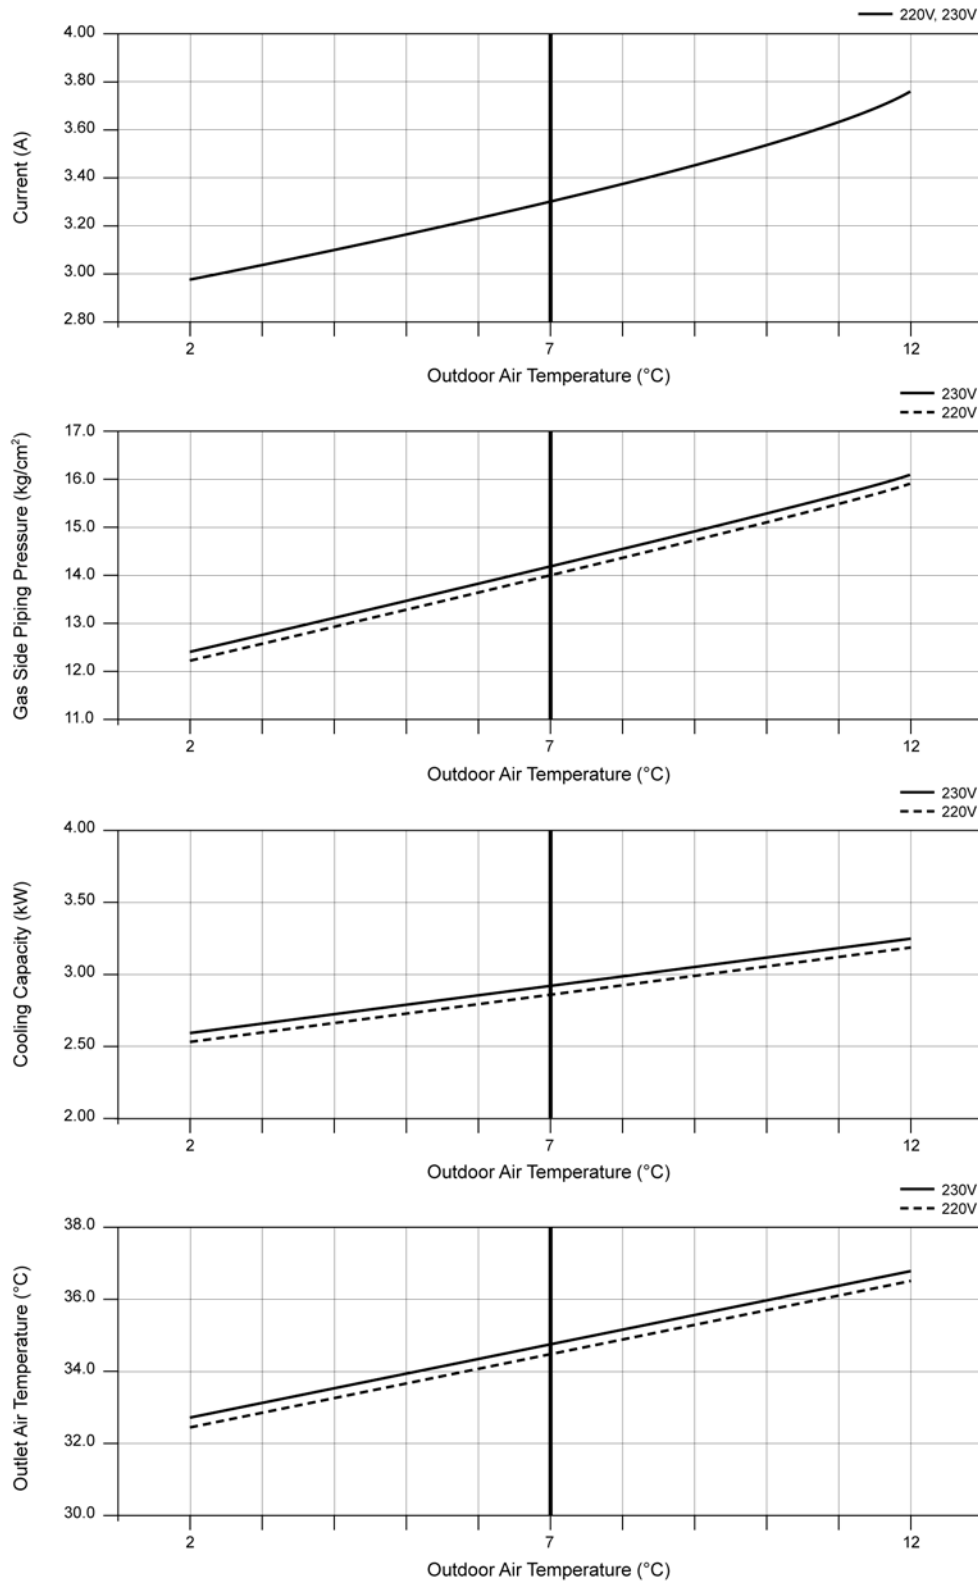 220V, 230V
4.00
3.80
3.60
3.40
3.20
3.00
2.80
Current (A)
2 7 12
Outdoor Air Temperature (°C)
230V
220V
17.0
16.0
15.0
14.0
13.0
12.0
11.0
Gas Side Piping Pressure (kg/cm²)
2 7 12
Outdoor Air Temperature (°C)
230V
220V
4.00
3.50
3.00
2.50
2.00
Cooling Capacity (kW)
2 7 12
Outdoor Air Temperature (°C)
230V
220V
38.0
36.0
34.0
32.0
30.0
Outlet Air Temperature (°C)
2 7 12
Outdoor Air Temperature (°C)